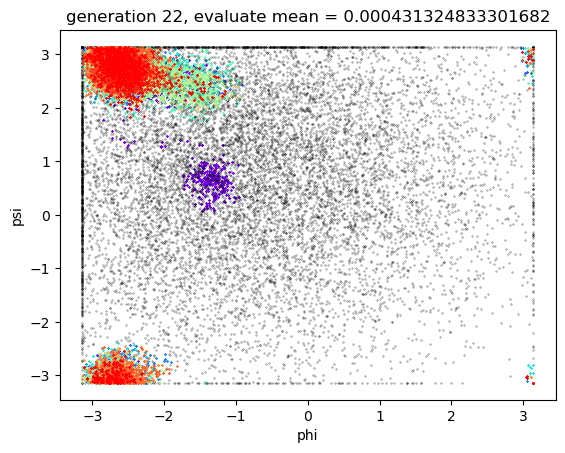 generation 22, evaluate mean = 0.000431324833301682
3
2
1
0
−1
−2
−3
psi
−3 −2 −1 0 1 2 3
phi